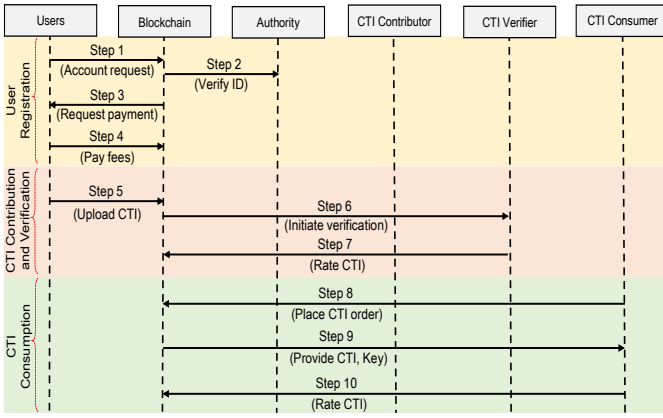 Users
Blockchain
Authority
CTI Contributor
CTI Verifier
CTI Consumer
User
Registration
Step 1
(Account request)
Step 2
(Verify ID)
Step 3
(Request payment)
Step 4
(Pay fees)
CTI Contribution
and Verification
Step 5
(Upload CTI)
Step 6
(Initiate verification)
Step 7
(Rate CTI)
CTI
Consumption
Step 8
(Place CTI order)
Step 9
(Provide CTI, Key)
Step 10
(Rate CTI)